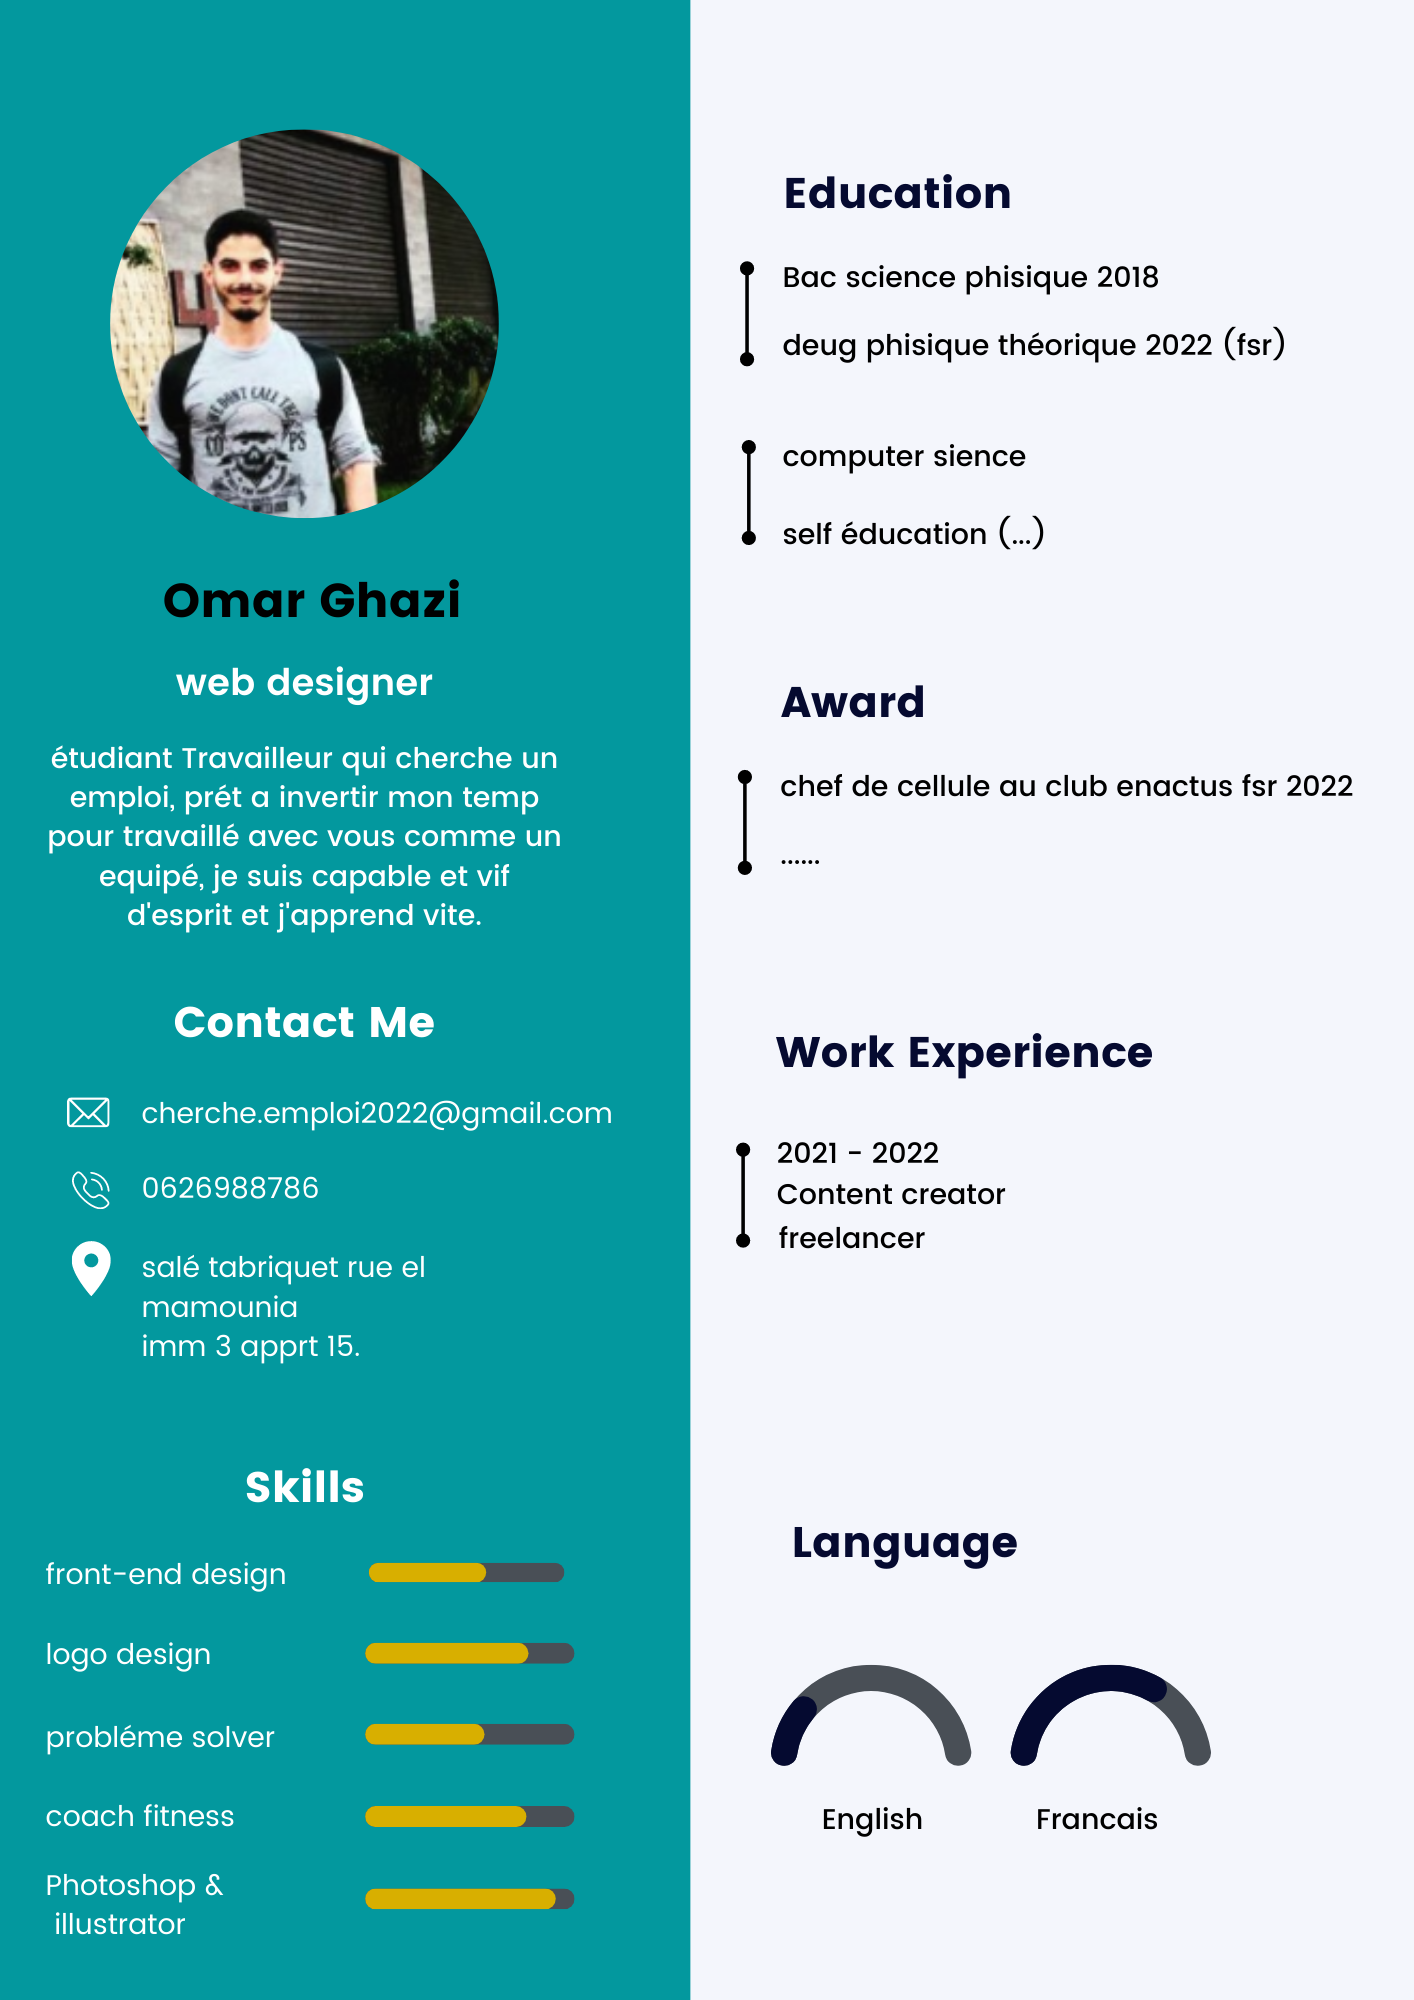 Omar Ghazi
web designer
étudiant Travailleur qui cherche un
emploi, prét a invertir mon temp
pour travaillé avec vous comme un
equipé, je suis capable et vif
d'esprit et j'apprend vite.
Contact Me
cherche.emploi2022@gmail.com
0626988786
salé tabriquet rue el
mamounia
imm 3 apprt 15.
Skills
front-end design
logo design
probléme solver
coach fitness
Photoshop &
illustrator
Education
Bac science phisique 2018
deug phisique théorique 2022 (fsr)
computer sience
self éducation (...)
Award
chef de cellule au club enactus fsr 2022
......
Work Experience
2021 - 2022
Content creator
freelancer
Language
English
Francais